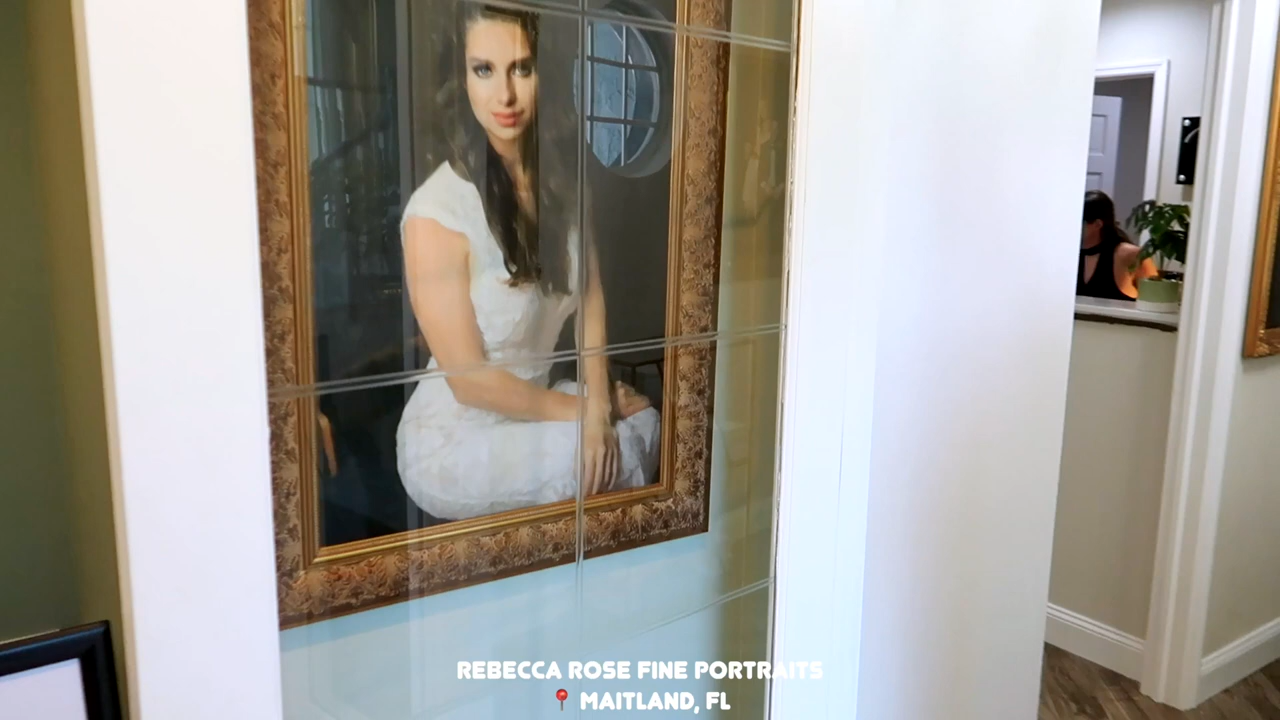 REBECCA ROSE FINE PORTRAITS
📍 MAITLAND, FL